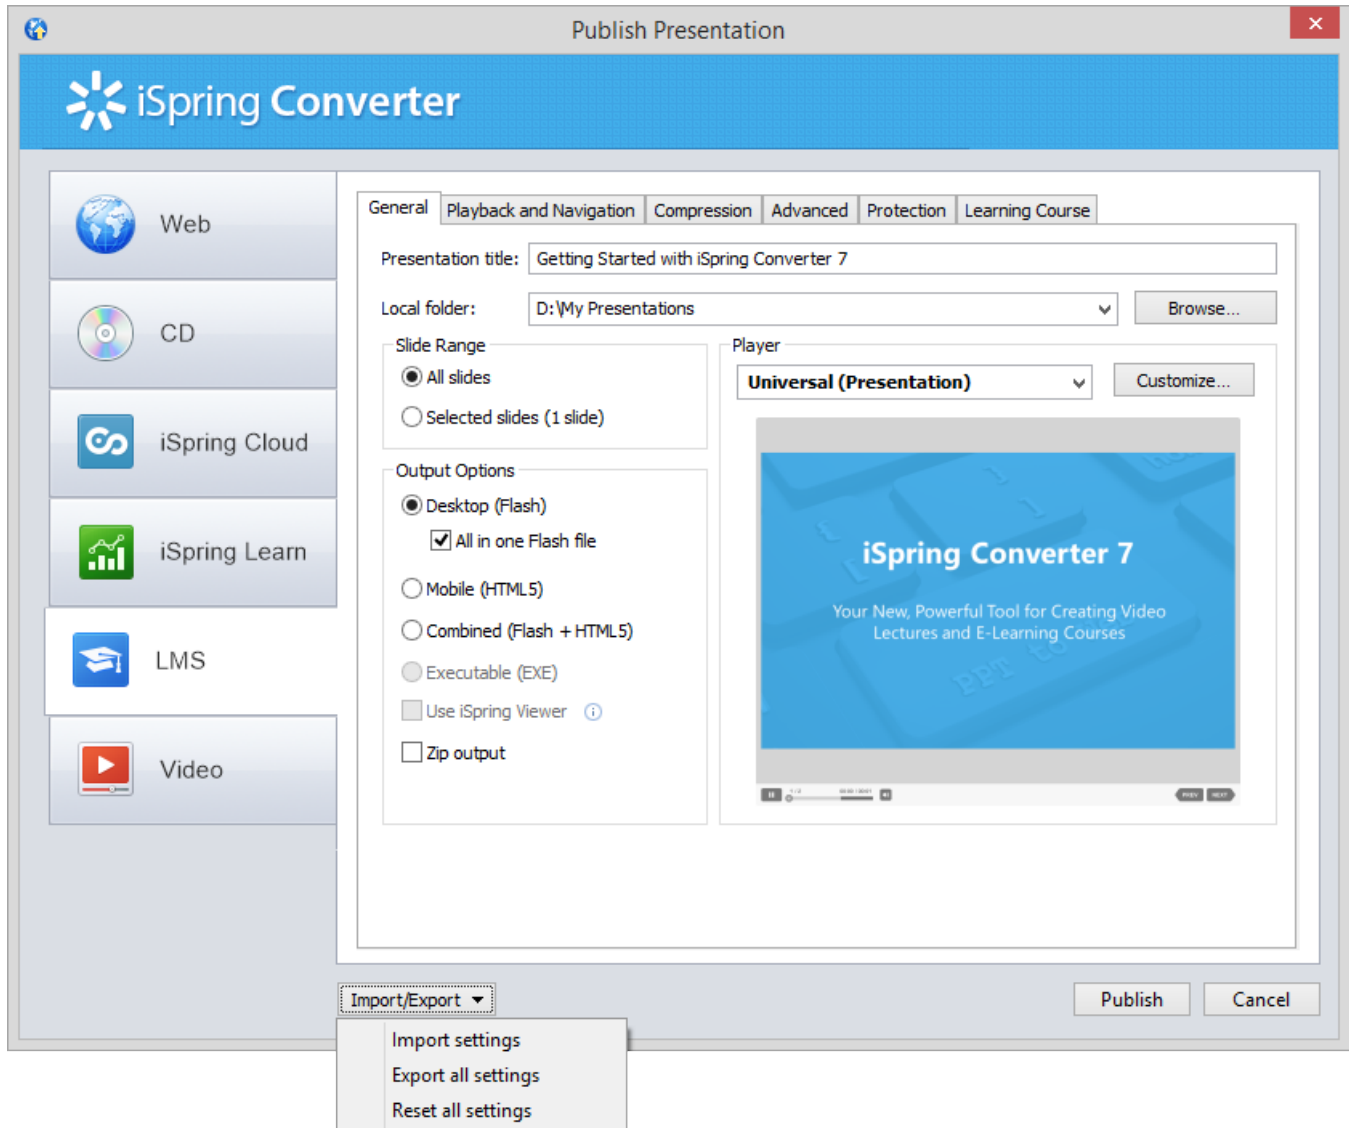 Publish Presentation
iSpring Converter
Web
CD
iSpring Cloud
iSpring Learn
LMS
Video
General
Playback and Navigation
Compression
Advanced
Protection
Learning Course
Presentation title:
Getting Started with iSpring Converter 7
Local folder:
D:\My Presentations
Browse...
Slide Range
All slides
Selected slides (1 slide)
Output Options
Desktop (Flash)
All in one Flash file
Mobile (HTML5)
Combined (Flash + HTML5)
Executable (EXE)
Use iSpring Viewer
Zip output
Player
Universal (Presentation)
Customize...
iSpring Converter 7
Your New, Powerful Tool for Creating Video
Lectures and E-Learning Courses
PPT to
PREV
NEXT
Import/Export
Publish
Cancel
Import settings
Export all settings
Reset all settings